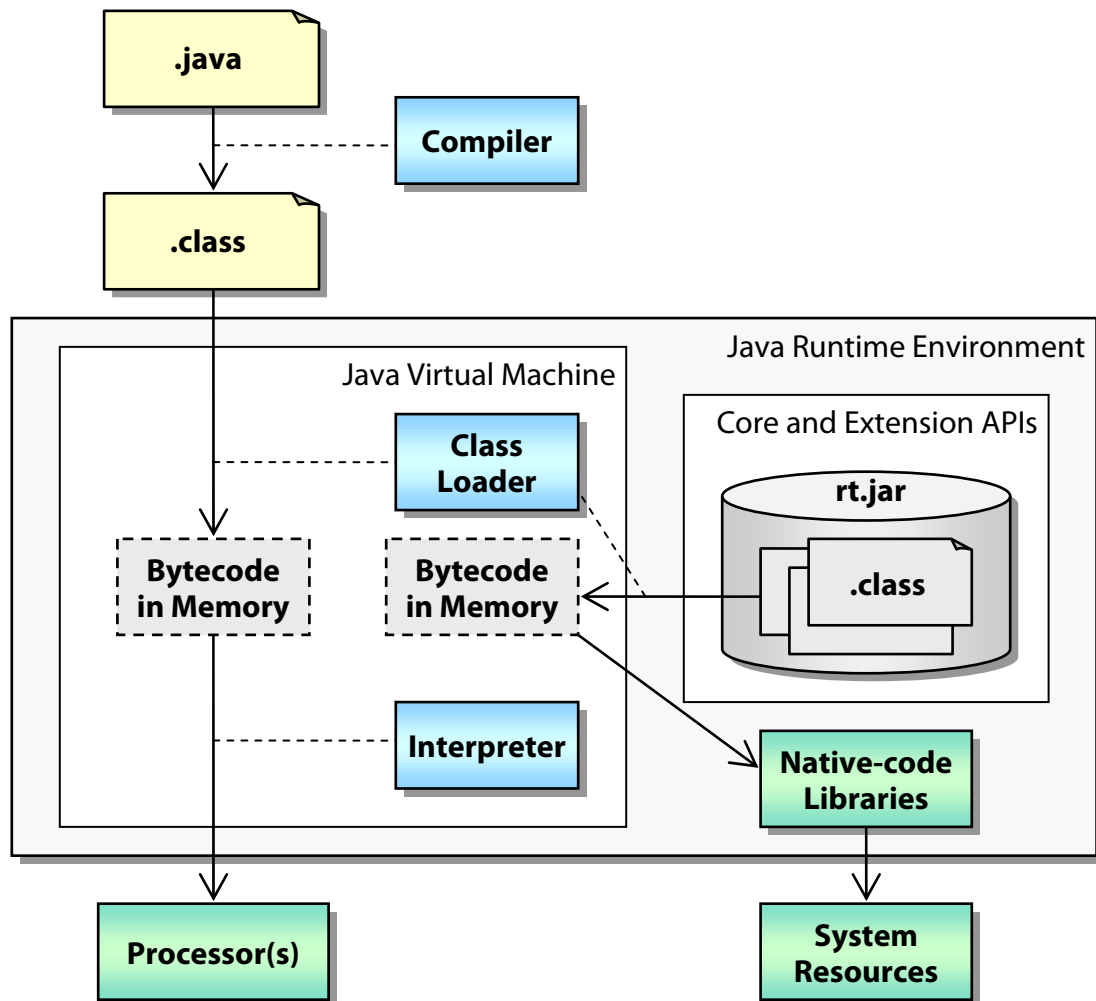 .java
Compiler
.class
Java Runtime Environment
Java Virtual Machine
Core and Extension APIs
Class
Loader
rt.jar
Bytecode
in Memory
Bytecode
in Memory
.class
Interpreter
Native-code
Libraries
Processor(s)
System
Resources